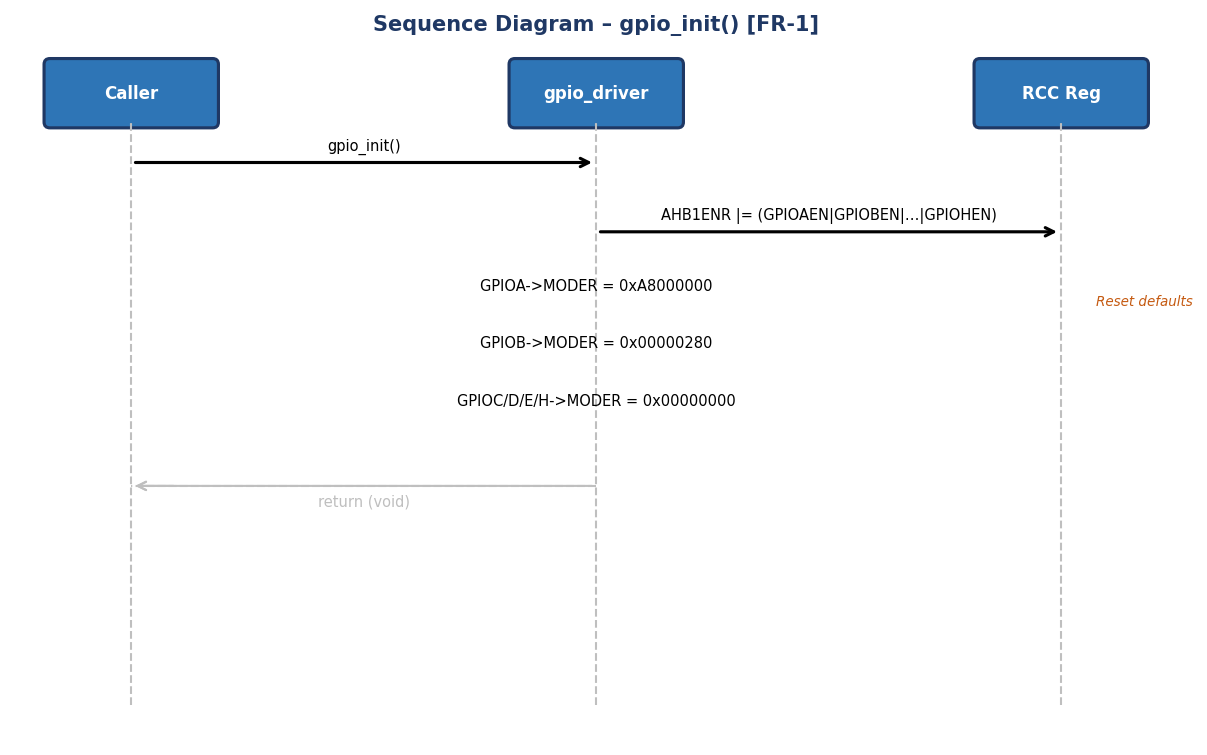 Sequence Diagram – gpio_init() [FR-1]
Caller
gpio_driver
RCC Reg
gpio_init()
AHB1ENR |= (GPIOAEN|GPIOBEN|...|GPIOHEN)
GPIOA->MODER = 0xA8000000
Reset defaults
GPIOB->MODER = 0x00000280
GPIOC/D/E/H->MODER = 0x00000000
return (void)